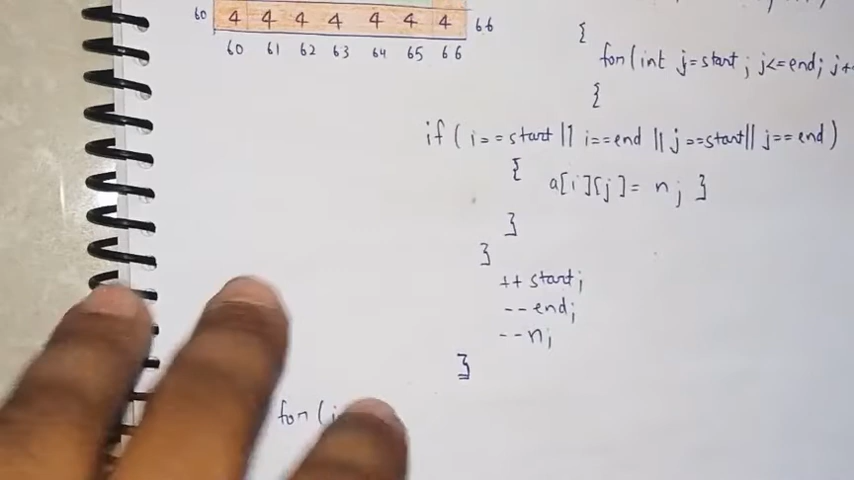 60 4 4 4 4 4 4 4 66
60 61 62 63 64 65 66
{
for(int j=start; j<=end; j+
{
if (i==start || i==end || j==start || j==end)
{ a[i][j]= n; }
}
}
++start;
--end;
--n;
}
for (i